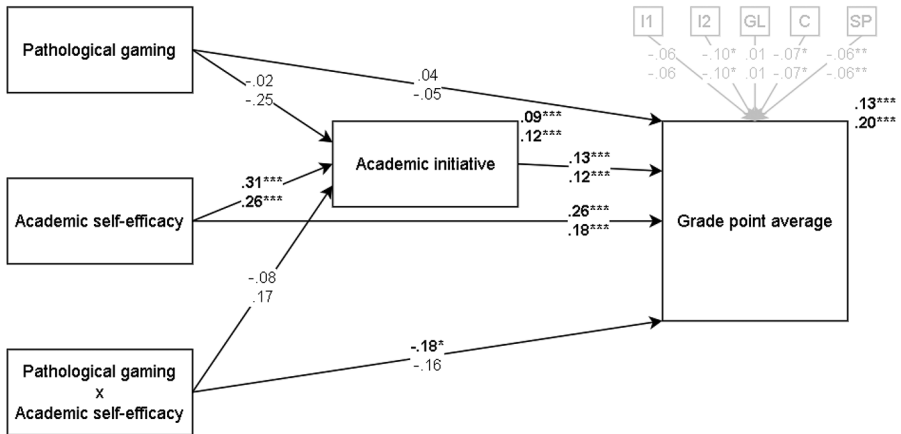 I1 I2 GL C SP
Pathological gaming
-.06 -.10* .01 -.07* -.06**
-.06 -.10* .01 -.07* -.06**
-.02
-.25
.04
-.05
.13***
.20***
.09***
.12***
Academic initiative
.13***
.12***
.31***
.26***
Academic self-efficacy
.26***
.18***
Grade point average
-.08
.17
-.18*
-.16
Pathological gaming
x
Academic self-efficacy